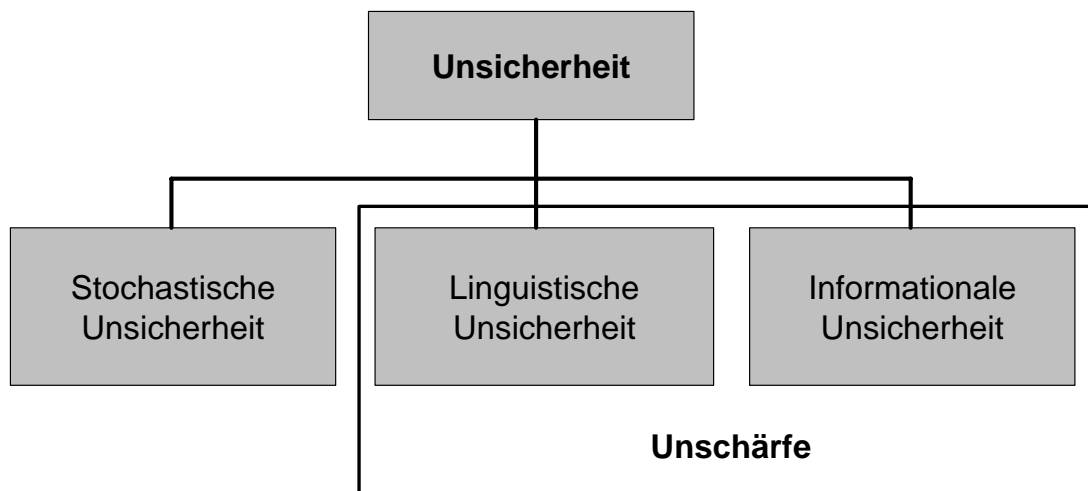 Unsicherheit
Stochastische
Unsicherheit
Linguistische
Unsicherheit
Informationale
Unsicherheit
Unschärfe